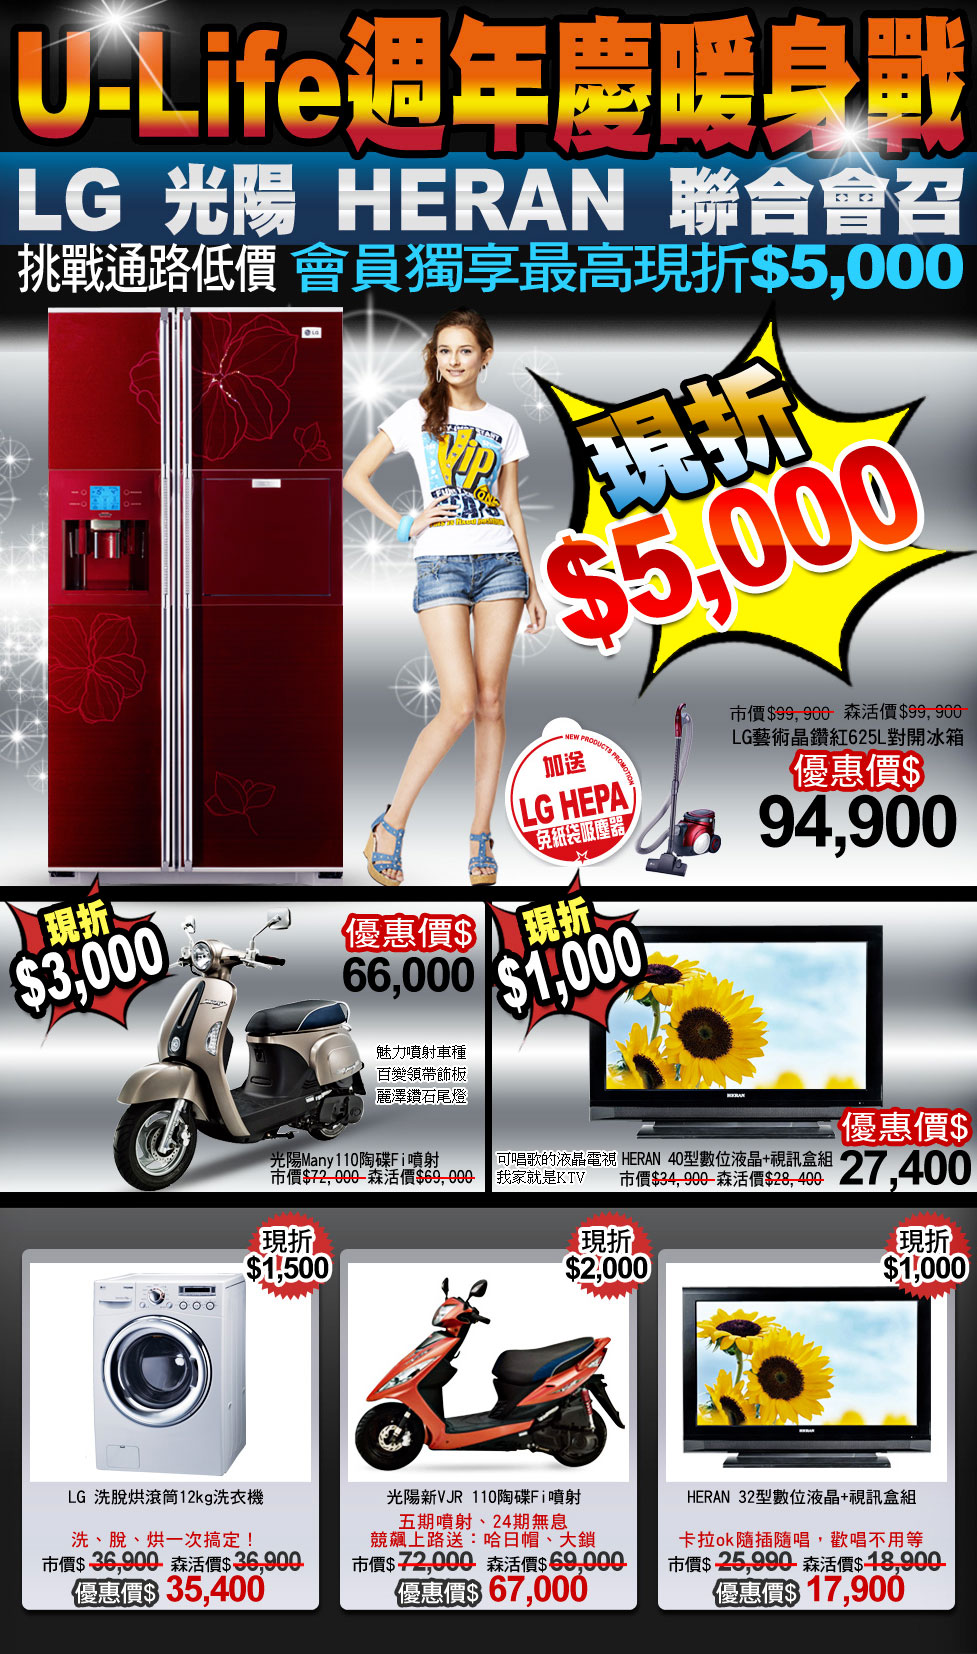 U-Life週年慶暖身戰
LG 光陽 HERAN 聯合會召
挑戰通路低價 會員獨享最高現折$5,000
LG
現折
$5,000
START
Vip
市價$99,900 森活價$99,900
LG藝術晶鑽紅625L對開冰箱
優惠價$
94,900
NEW PRODUCTS PROMOTION
加送
LG HEPA
免紙袋吸塵器
現折
$3,000
優惠價$
66,000
魅力噴射車種
百變領帶飾板
麗澤鑽石尾燈
光陽Many110陶碟Fi噴射
市價$72,000 森活價$69,000
現折
$1,000
HERAN
優惠價$
27,400
可唱歌的液晶電視
我家就是KTV
HERAN 40型數位液晶+視訊盒組
市價$34,900 森活價$28,400
現折
$1,500
LG 洗脫烘滾筒12kg洗衣機
洗、脫、烘一次搞定！
市價$ 36,900 森活價$36,900
優惠價$ 35,400
現折
$2,000
光陽新VJR 110陶碟Fi噴射
五期噴射、24期無息
競飆上路送：哈日帽、大鎖
市價$72,000 森活價$69,000
優惠價$ 67,000
現折
$1,000
HERAN
HERAN 32型數位液晶+視訊盒組
卡拉ok隨插隨唱，歡唱不用等
市價$ 25,990 森活價$18,900
優惠價$ 17,900